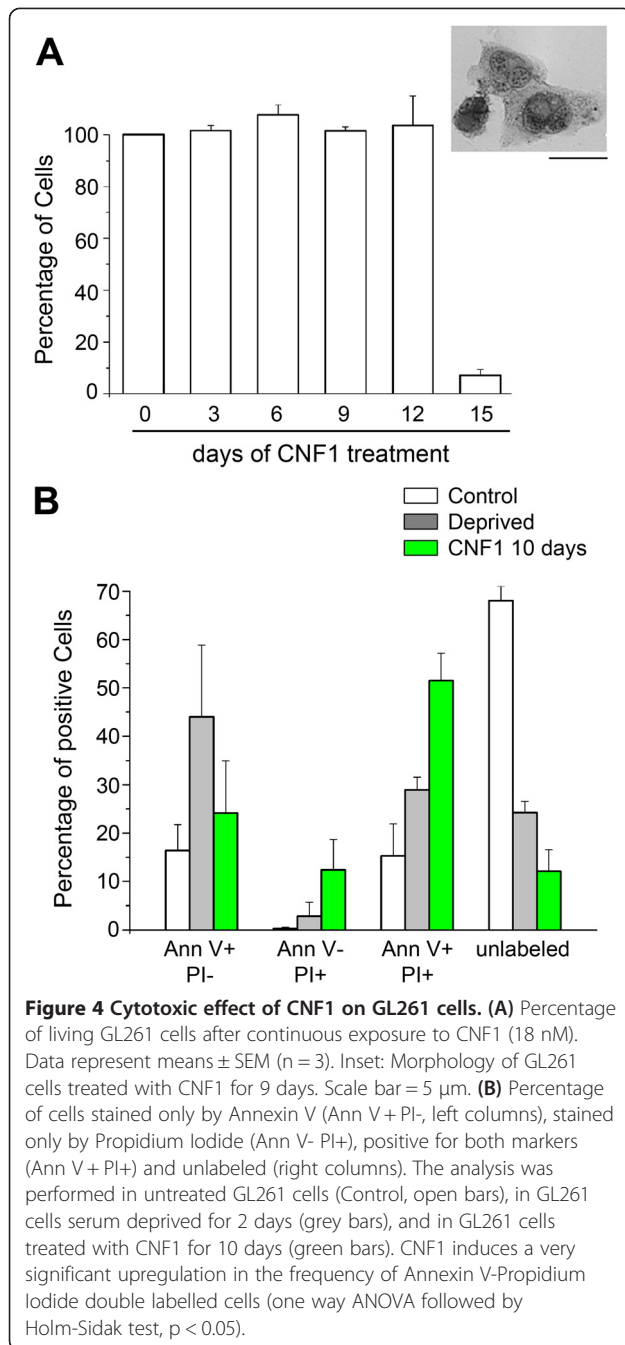 A
Percentage of Cells
100
80
60
40
20
0
0 3 6 9 12 15
days of CNF1 treatment
B
Control
Deprived
CNF1 10 days
Percentage of positive Cells
70
60
50
40
30
20
10
0
Ann V+ Ann V- Ann V+ unlabeled
PI- PI+ PI+
Figure 4 Cytotoxic effect of CNF1 on GL261 cells. (A) Percentage
of living GL261 cells after continuous exposure to CNF1 (18 nM).
Data represent means ± SEM (n = 3). Inset: Morphology of GL261
cells treated with CNF1 for 9 days. Scale bar = 5 μm. (B) Percentage
of cells stained only by Annexin V (Ann V + PI-, left columns), stained
only by Propidium Iodide (Ann V- PI+), positive for both markers
(Ann V + PI+) and unlabeled (right columns). The analysis was
performed in untreated GL261 cells (Control, open bars), in GL261
cells serum deprived for 2 days (grey bars), and in GL261 cells
treated with CNF1 for 10 days (green bars). CNF1 induces a very
significant upregulation in the frequency of Annexin V-Propidium
Iodide double labelled cells (one way ANOVA followed by
Holm-Sidak test, p < 0.05).